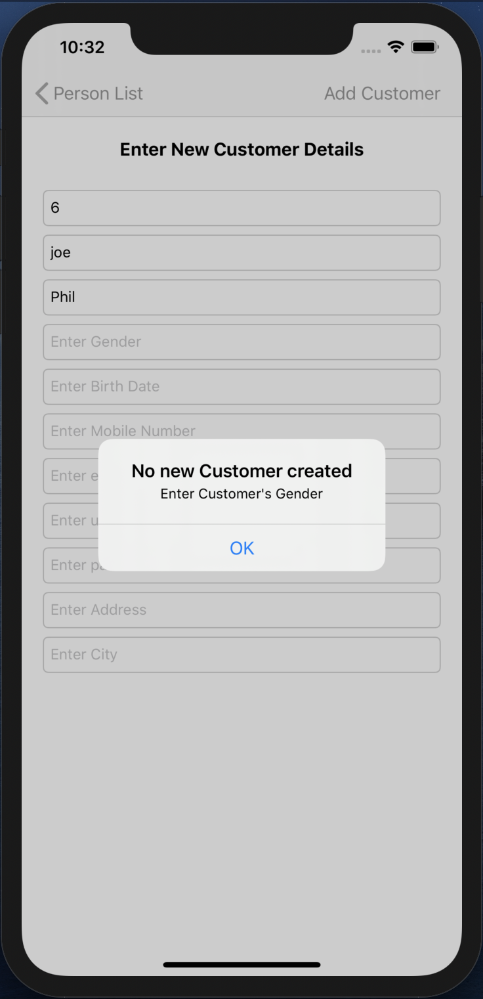 10:32
Person List
Add Customer
Enter New Customer Details
6
joe
Phil
Enter Gender
Enter Birth Date
Enter Mobile Number
Enter
Enter
Enter
No new Customer created
Enter Customer's Gender
OK
Enter Address
Enter City